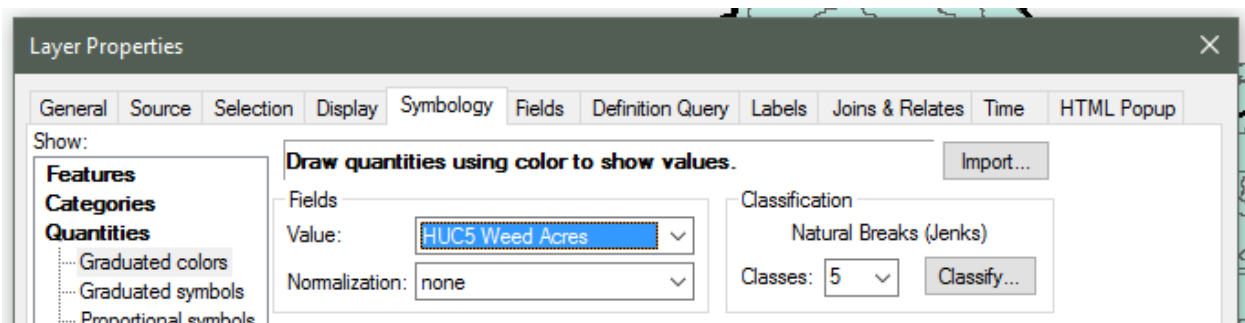 Layer Properties
General Source Selection Display Symbology Fields Definition Query Labels Joins & Relates Time HTML Popup
Show:
Features
Categories
Quantities
Graduated colors
Graduated symbols
Proportional symbols
Draw quantities using color to show values.
Import...
Fields
Value: HUC5 Weed Acres
Normalization: none
Classification
Natural Breaks (Jenks)
Classes: 5 Classify...